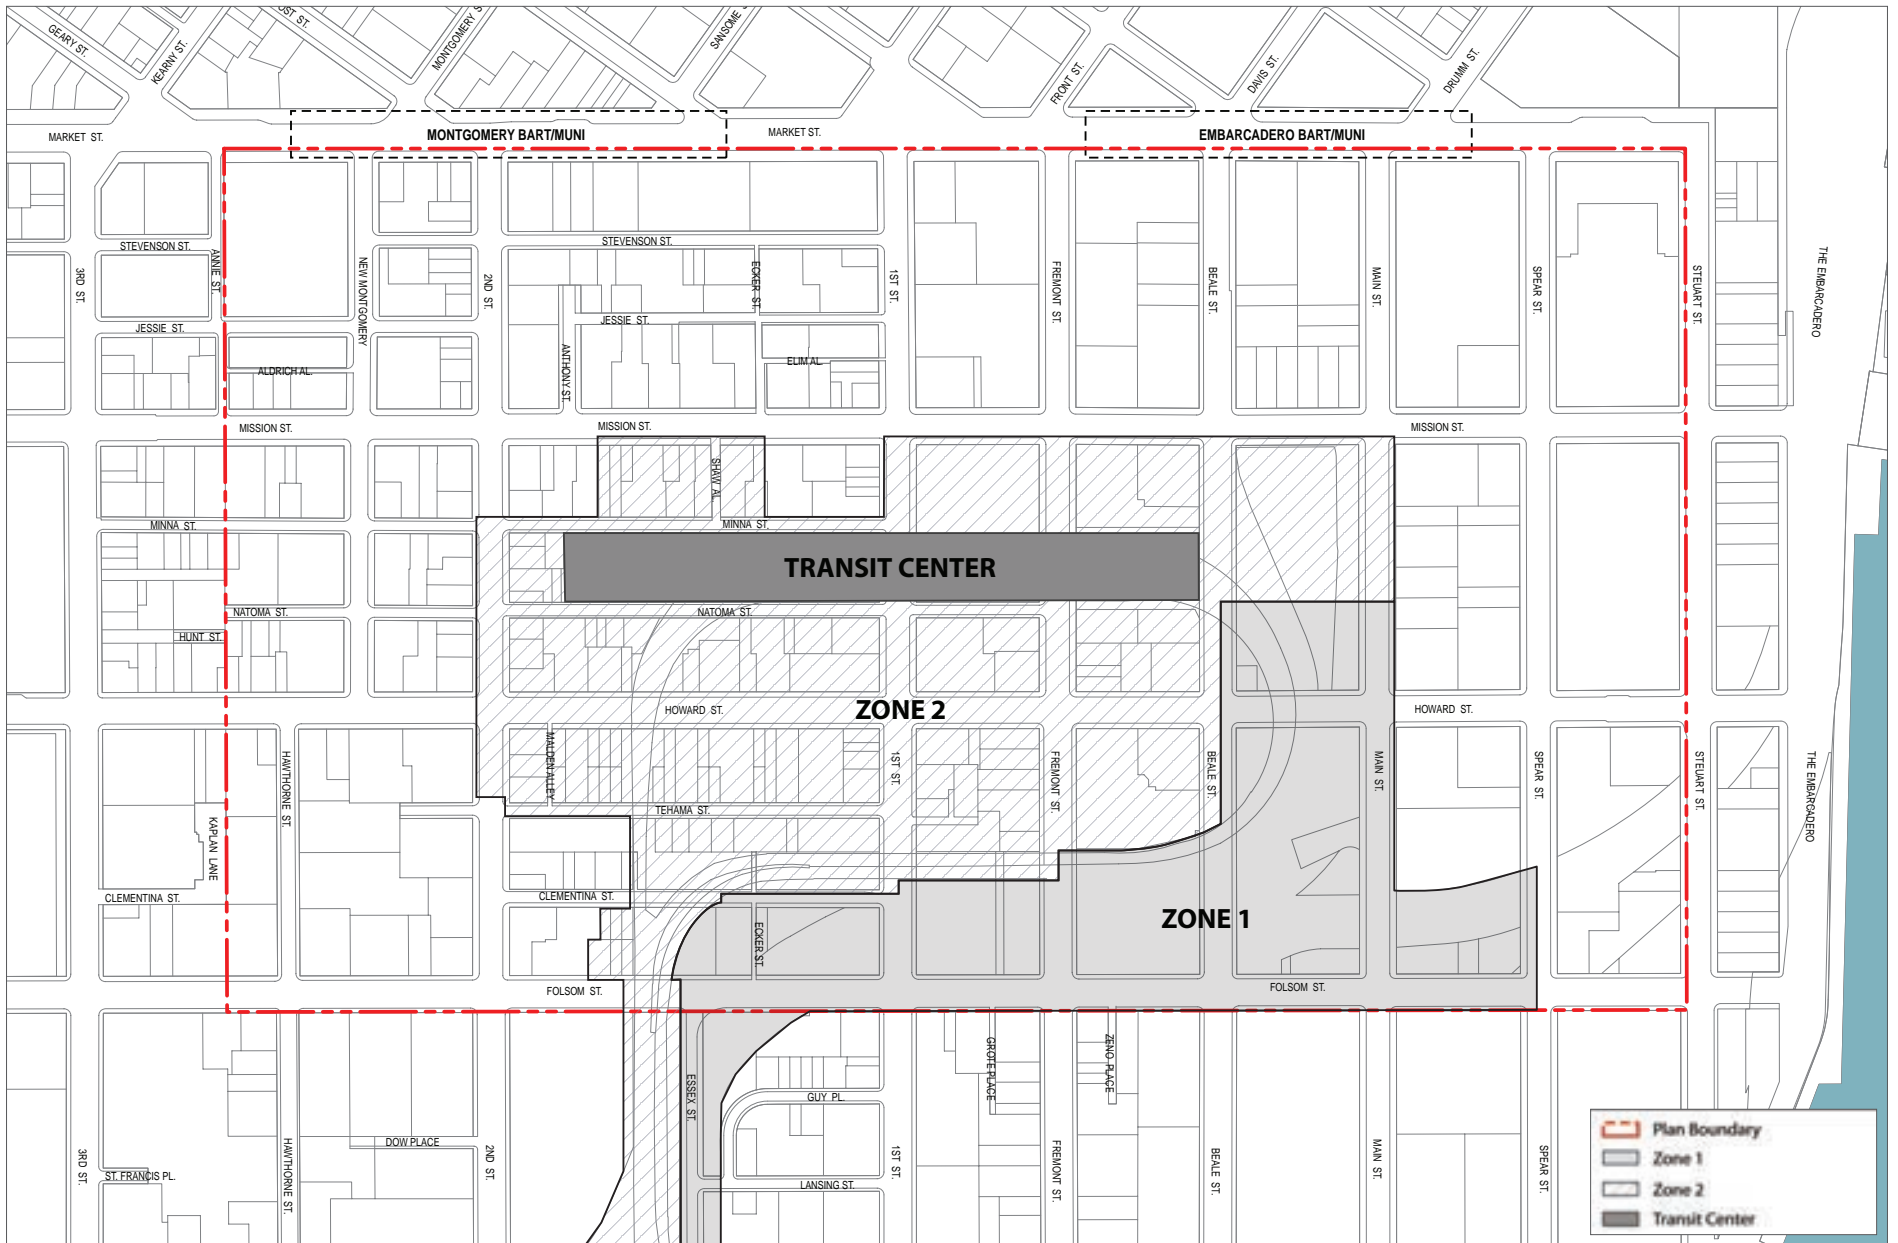 GEARY ST.
KEARNY ST.
OST ST.
MONTGOMERY S
SANSOME S
FRONT ST.
DAVIS ST.
DRUMM ST.
MARKET ST.
MONTGOMERY BART/MUNI
MARKET ST.
EMBARCADERO BART/MUNI
STEVENSON ST.
STEVENSON ST.
3RD ST.
ANNIE ST.
NEW MONTGOMERY
2ND ST.
ECKER ST.
1ST ST.
FREMONT ST.
BEALE ST.
MAIN ST.
SPEAR ST.
STEUART ST.
THE EMBARCADERO
JESSIE ST.
JESSIE ST.
ANTHONY ST.
ELIM AL.
ALDRICH AL.
MISSION ST.
MISSION ST.
MISSION ST.
SHAW AL.
MINNA ST.
MINNA ST.
TRANSIT CENTER
NATOMA ST.
NATOMA ST.
HUNT ST.
HOWARD ST.
ZONE 2
HOWARD ST.
HAWTHORNE ST.
MALDEN ALLEY
1ST ST.
FREMONT ST.
BEALE ST.
MAIN ST.
SPEAR ST.
STEUART ST.
THE EMBARCADERO
TEHAMA ST.
KAPLAN LANE
CLEMENTINA ST.
CLEMENTINA ST.
ECKER ST.
ZONE 1
FOLSOM ST.
FOLSOM ST.
ESSEX ST.
GROTE PLACE
ZENO PLACE
GUY PL.
DOW PLACE
3RD ST.
ST. FRANCIS PL.
HAWTHORNE ST.
2ND ST.
LANSING ST.
1ST ST.
FREMONT ST.
BEALE ST.
MAIN ST.
SPEAR ST.
Plan Boundary
Zone 1
Zone 2
Transit Center